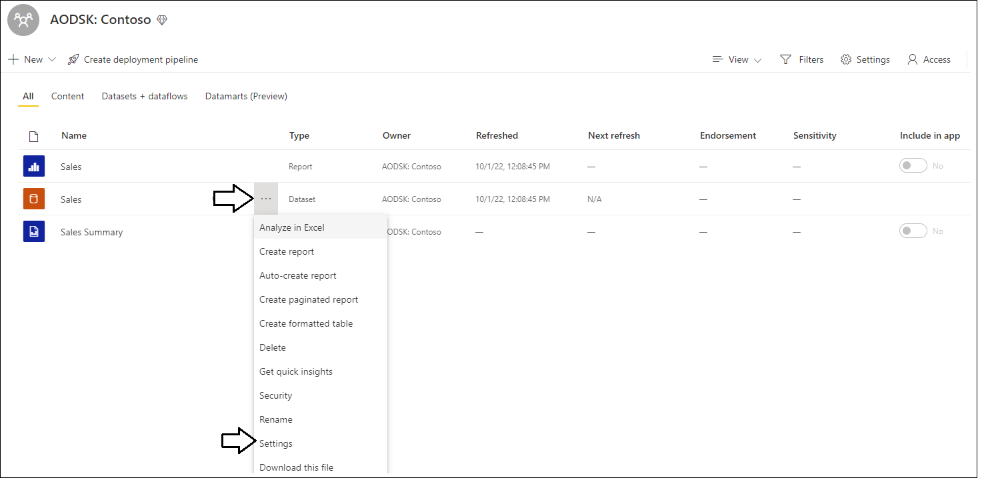 AODSK: Contoso
New Create deployment pipeline View Filters Settings Access
All Content Datasets + dataflows Datamarts (Preview)
Name Type Owner Refreshed Next refresh Endorsement Sensitivity Include in app
Sales Report AODSK: Contoso 10/1/22, 12:08:45 PM — — — No
Sales ... Dataset AODSK: Contoso 10/1/22, 12:08:45 PM N/A — —
Sales Summary ODSK: Contoso — — — — No
Analyze in Excel
Create report
Auto-create report
Create paginated report
Create formatted table
Delete
Get quick insights
Security
Rename
Settings
Download this file